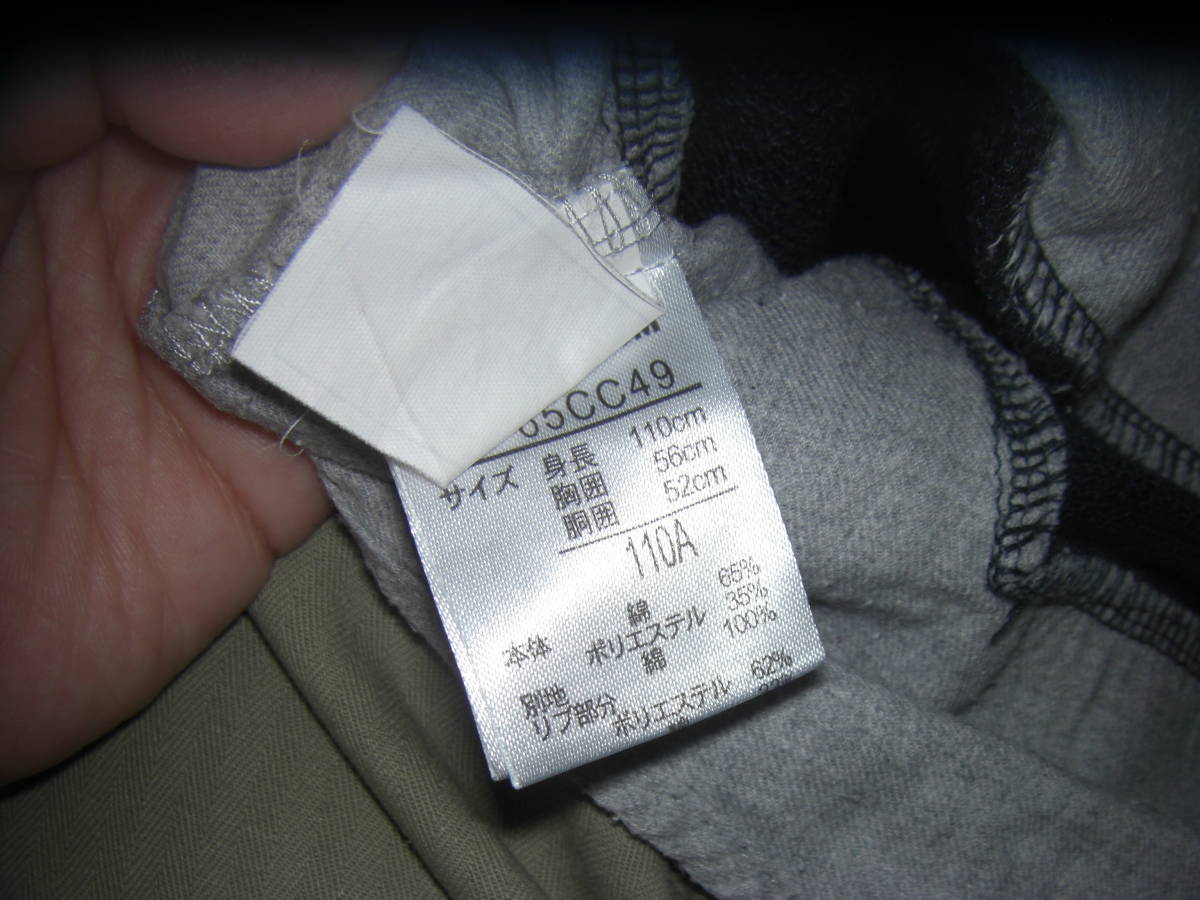 M
65CC49
サイズ 身長 110cm
胸囲 56cm
胴囲 52cm
110A
本体 綿 65%
ポリエステル 35%
別地 綿 100%
リブ部分 ポリエステル 62%